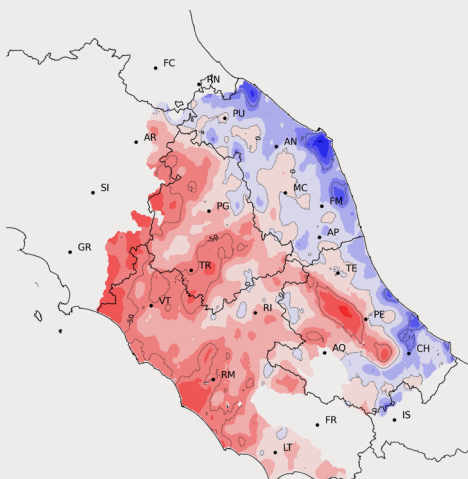 FC
RN
PU
AR
AN
SI
MC
FM
PG
AP
GR
-50
TR
TE
VT
RI
-50
PE
AQ
CH
RM
IS
FR
LT